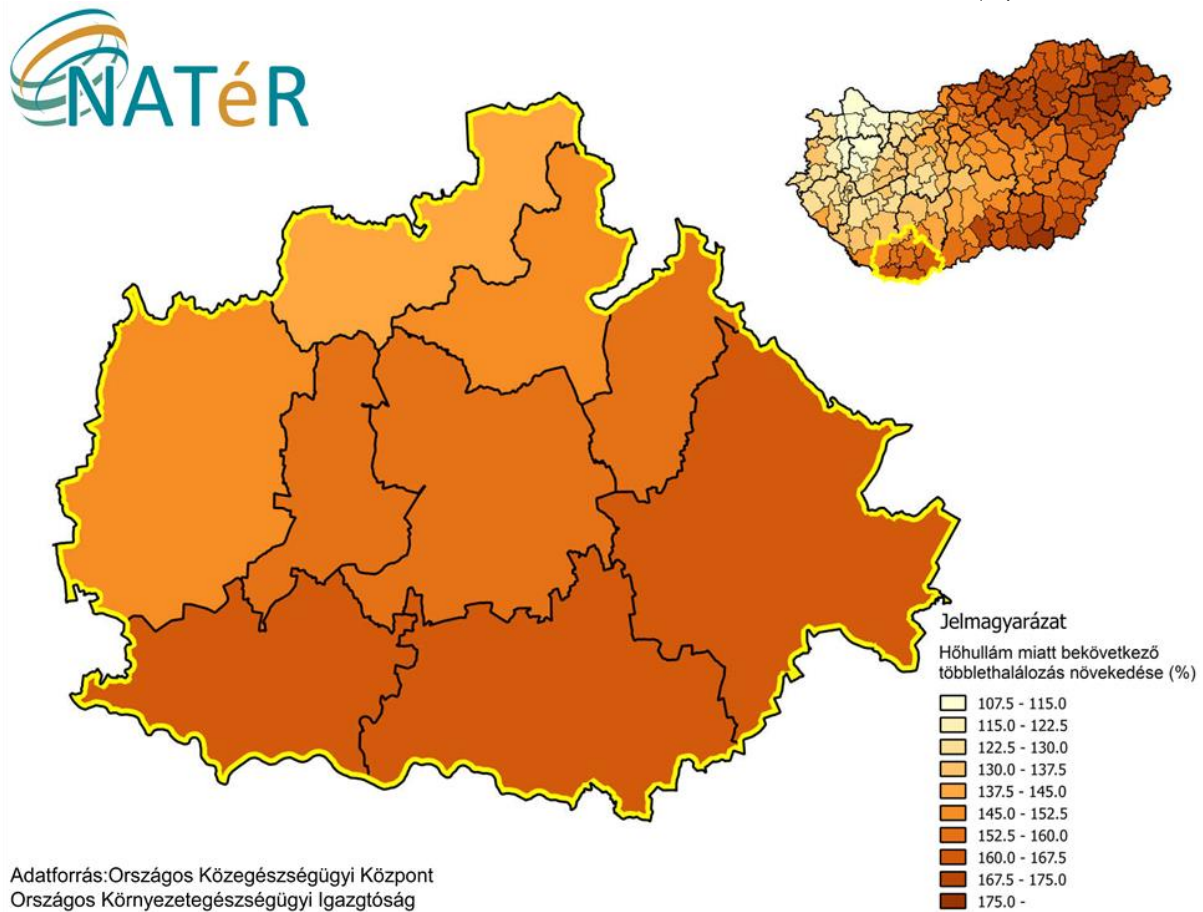 NATéR
Jelmagyarázat
Hőhullám miatt bekövetkező
többlethalálozás növekedése (%)
107.5 - 115.0
115.0 - 122.5
122.5 - 130.0
130.0 - 137.5
137.5 - 145.0
145.0 - 152.5
152.5 - 160.0
160.0 - 167.5
167.5 - 175.0
175.0 -
Adatforrás:Országos Közegészségügyi Központ
Országos Környezetegészségügyi Igazgtóság